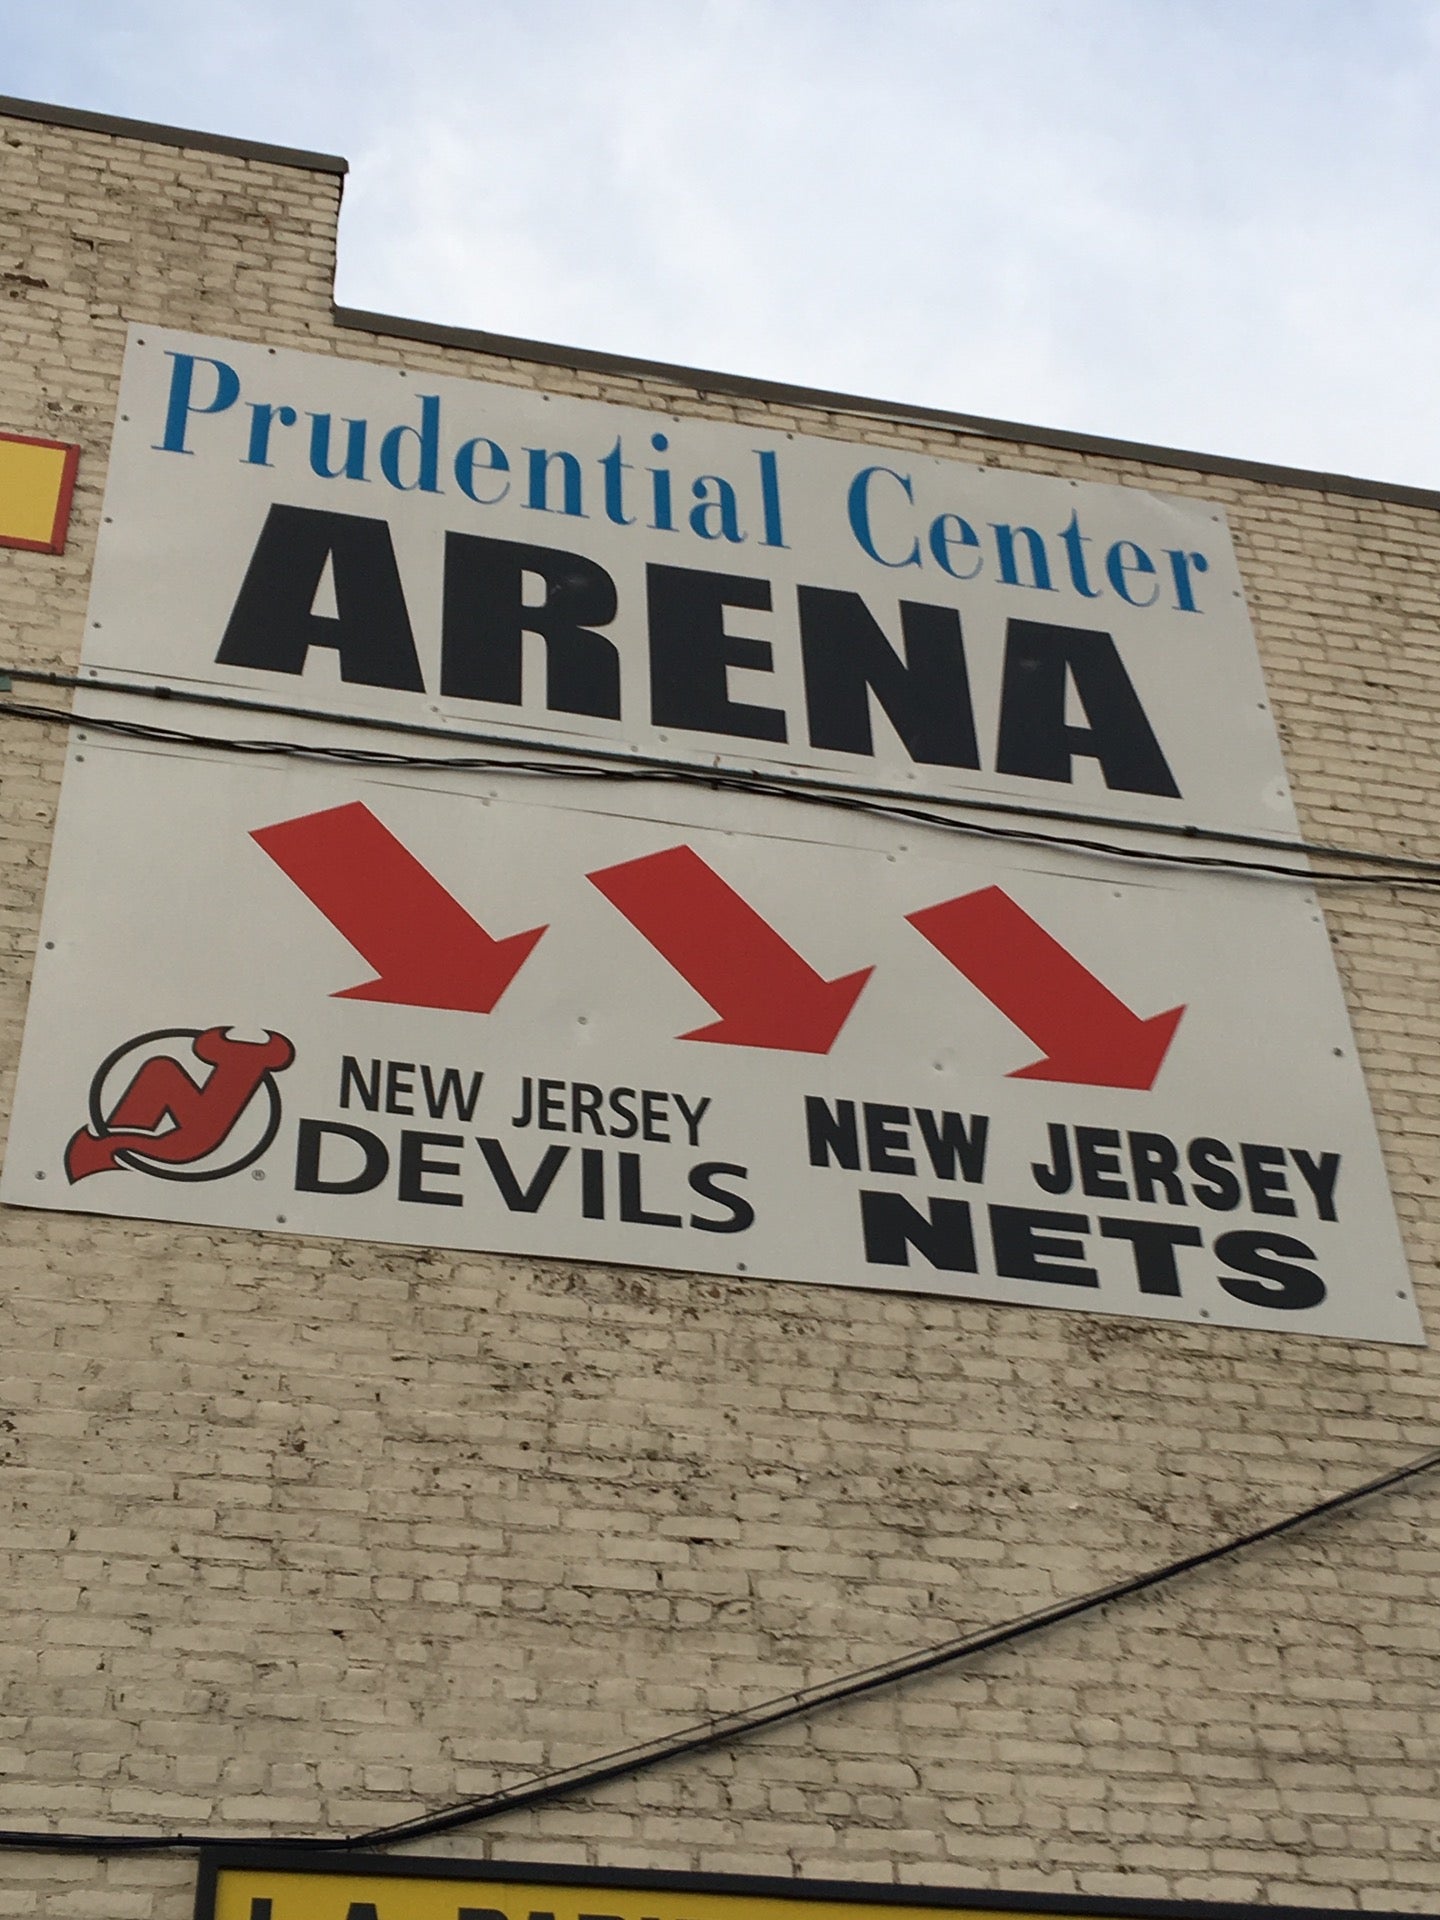 Prudential Center
ARENA
NEW JERSEY
DEVILS
NEW JERSEY
NETS